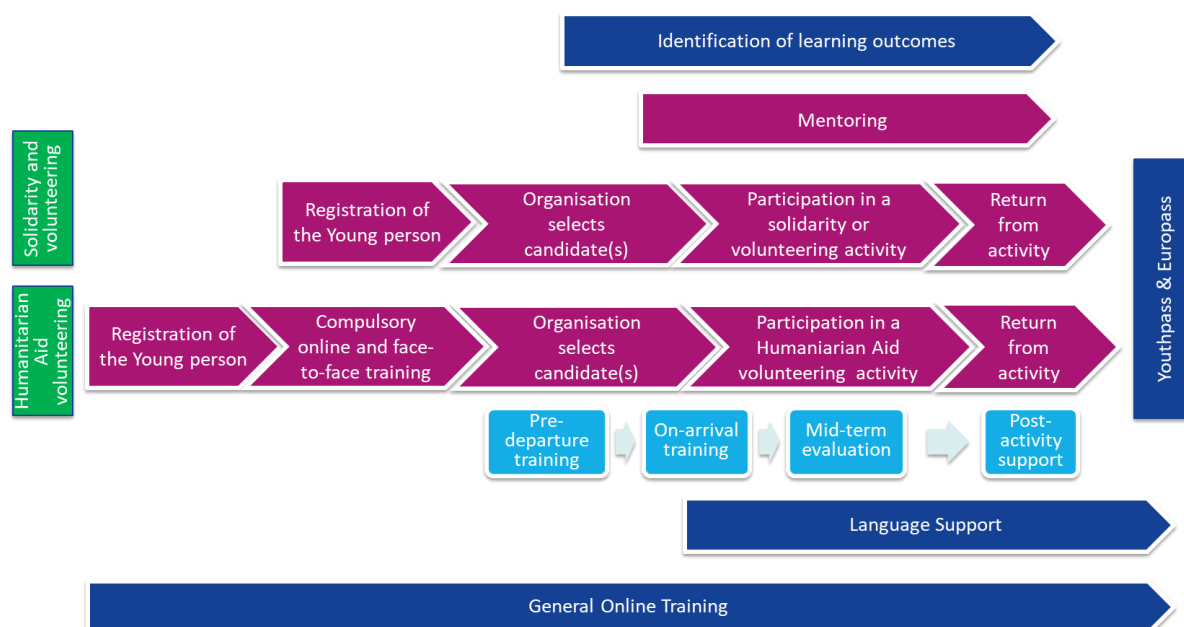 Identification of learning outcomes
Mentoring
Solidarity and
volunteering
Registration of
the Young person
Organisation
selects
candidate(s)
Participation in a
solidarity or
volunteering activity
Return
from
activity
Humanitarian
Aid
volunteering
Registration of
the Young person
Compulsory
online and face-
to-face training
Organisation
selects
candidate(s)
Participation in a
Humaniarian Aid
volunteering activity
Return
from
activity
Youthpass & Europass
Pre-
departure
training
On-arrival
training
Mid-term
evaluation
Post-
activity
support
Language Support
General Online Training